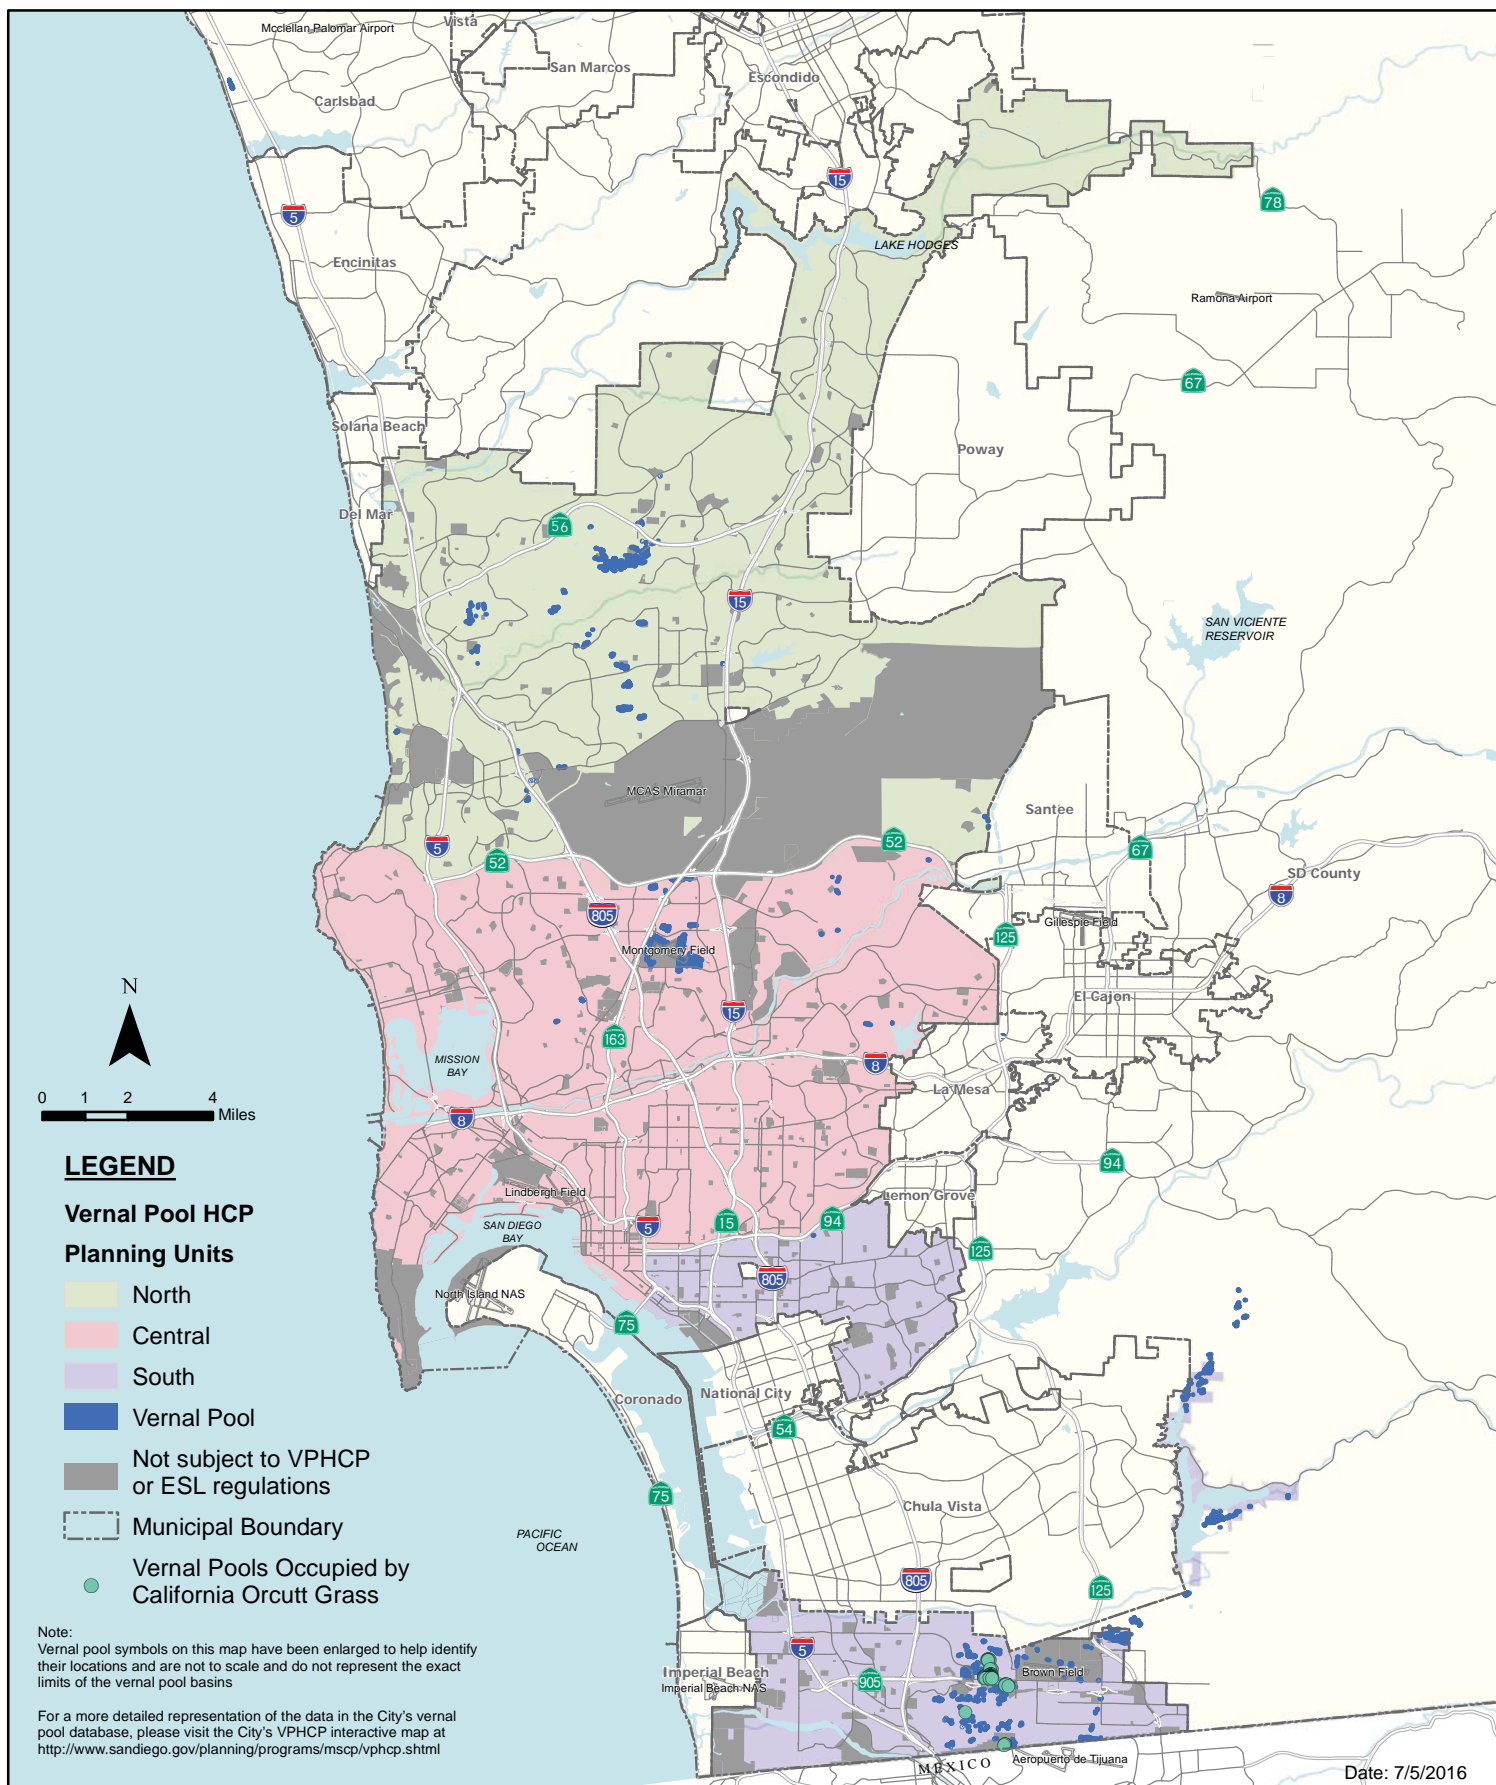 Mcclellan-Palomar Airport
Vista
San Marcos
Escondido
Carlsbad
15
5
78
LAKE HODGES
Encinitas
Ramona Airport
67
Solana Beach
Poway
Del Mar
56
15
SAN VICIENTE
RESERVOIR
MCAS Miramar
Santee
5
52
52
67
SD County
8
805
Gillespie Field
125
Montgomery Field
El Cajon
15
163
MISSION
BAY
8
La Mesa
8
94
Lemon Grove
Lindbergh Field
SAN DIEGO
BAY
5
15
94
125
805
North Island NAS
75
Coronado
National City
54
75
Chula Vista
PACIFIC
OCEAN
805
125
5
Imperial Beach
Imperial Beach NAS
905
Brown Field
Aeropuerto de Tijuana
MEXICO
N
0 1 2 4
Miles
LEGEND
Vernal Pool HCP
Planning Units
North
Central
South
Vernal Pool
Not subject to VPHCP
or ESL regulations
Municipal Boundary
Vernal Pools Occupied by
California Orcutt Grass
Note:
Vernal pool symbols on this map have been enlarged to help identify
their locations and are not to scale and do not represent the exact
limits of the vernal pool basins
For a more detailed representation of the data in the City's vernal
pool database, please visit the City's VPHCP interactive map at
http://www.sandiego.gov/planning/programs/mscp/vphcp.shtml
Date: 7/5/2016